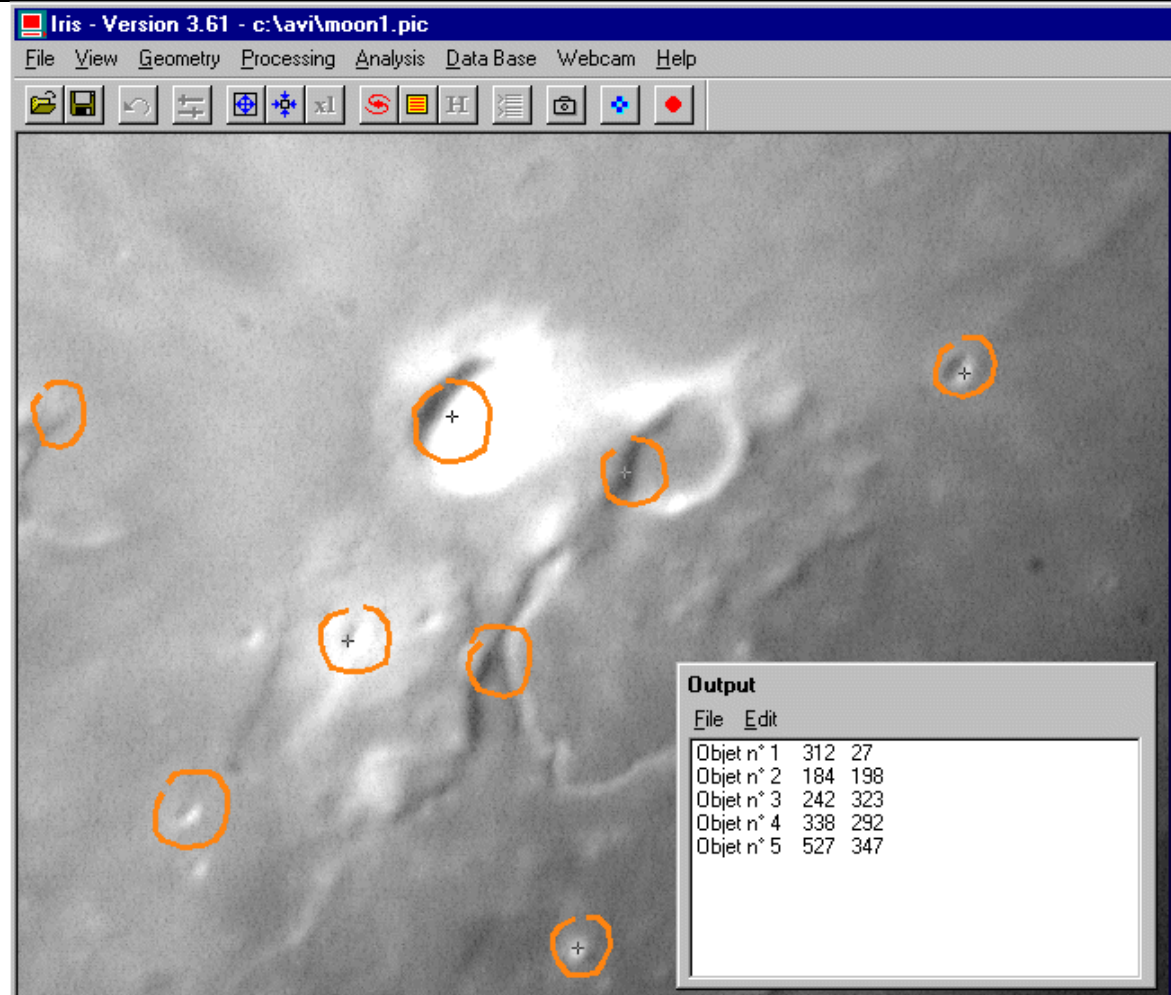 Iris - Version 3.61 - c:\avi\moon1.pic
File View Geometry Processing Analysis Data Base Webcam Help
x1 H
Output
File Edit
Objet n° 1 312 27
Objet n° 2 184 198
Objet n° 3 242 323
Objet n° 4 338 292
Objet n° 5 527 347